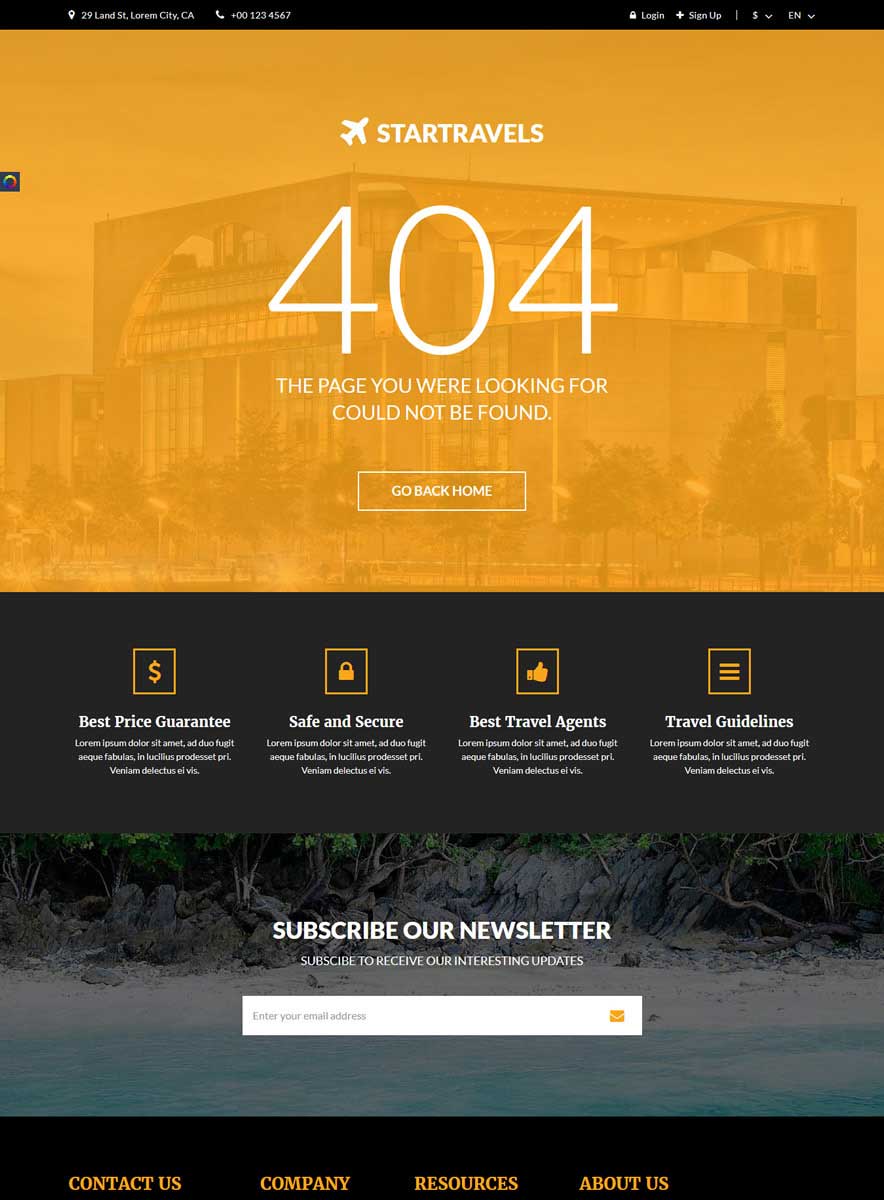 29 Land St, Lorem City, CA +00 123 4567 Login Sign Up $ EN
STARTRAVELS
404
THE PAGE YOU WERE LOOKING FOR
COULD NOT BE FOUND.
GO BACK HOME
Best Price Guarantee
Lorem ipsum dolor sit amet, ad duo fugit
aeque fabulas, in lucilius prodesset pri.
Veniam delectus ei vis.
Safe and Secure
Lorem ipsum dolor sit amet, ad duo fugit
aeque fabulas, in lucilius prodesset pri.
Veniam delectus ei vis.
Best Travel Agents
Lorem ipsum dolor sit amet, ad duo fugit
aeque fabulas, in lucilius prodesset pri.
Veniam delectus ei vis.
Travel Guidelines
Lorem ipsum dolor sit amet, ad duo fugit
aeque fabulas, in lucilius prodesset pri.
Veniam delectus ei vis.
SUBSCRIBE OUR NEWSLETTER
SUBSCIBE TO RECEIVE OUR INTERESTING UPDATES
Enter your email address
CONTACT US COMPANY RESOURCES ABOUT US